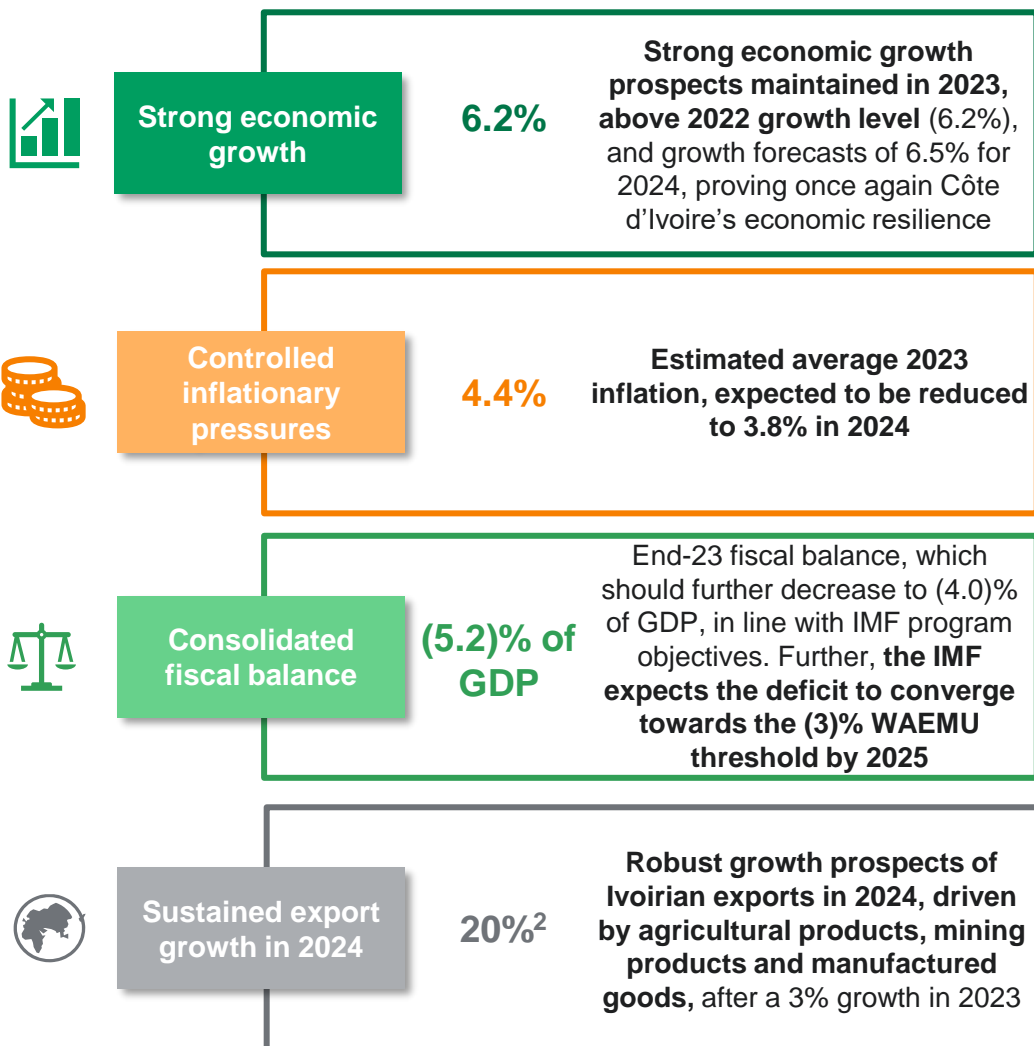 Strong economic
growth
6.2%
Strong economic growth
prospects maintained in 2023,
above 2022 growth level (6.2%),
and growth forecasts of 6.5% for
2024, proving once again Côte
d’Ivoire’s economic resilience
Controlled
inflationary
pressures
4.4%
Estimated average 2023
inflation, expected to be reduced
to 3.8% in 2024
Consolidated
fiscal balance
(5.2)% of
GDP
End-23 fiscal balance, which
should further decrease to (4.0)%
of GDP, in line with IMF program
objectives. Further, the IMF
expects the deficit to converge
towards the (3)% WAEMU
threshold by 2025
Sustained export
growth in 2024
20%²
Robust growth prospects of
Ivoirian exports in 2024, driven
by agricultural products, mining
products and manufactured
goods, after a 3% growth in 2023